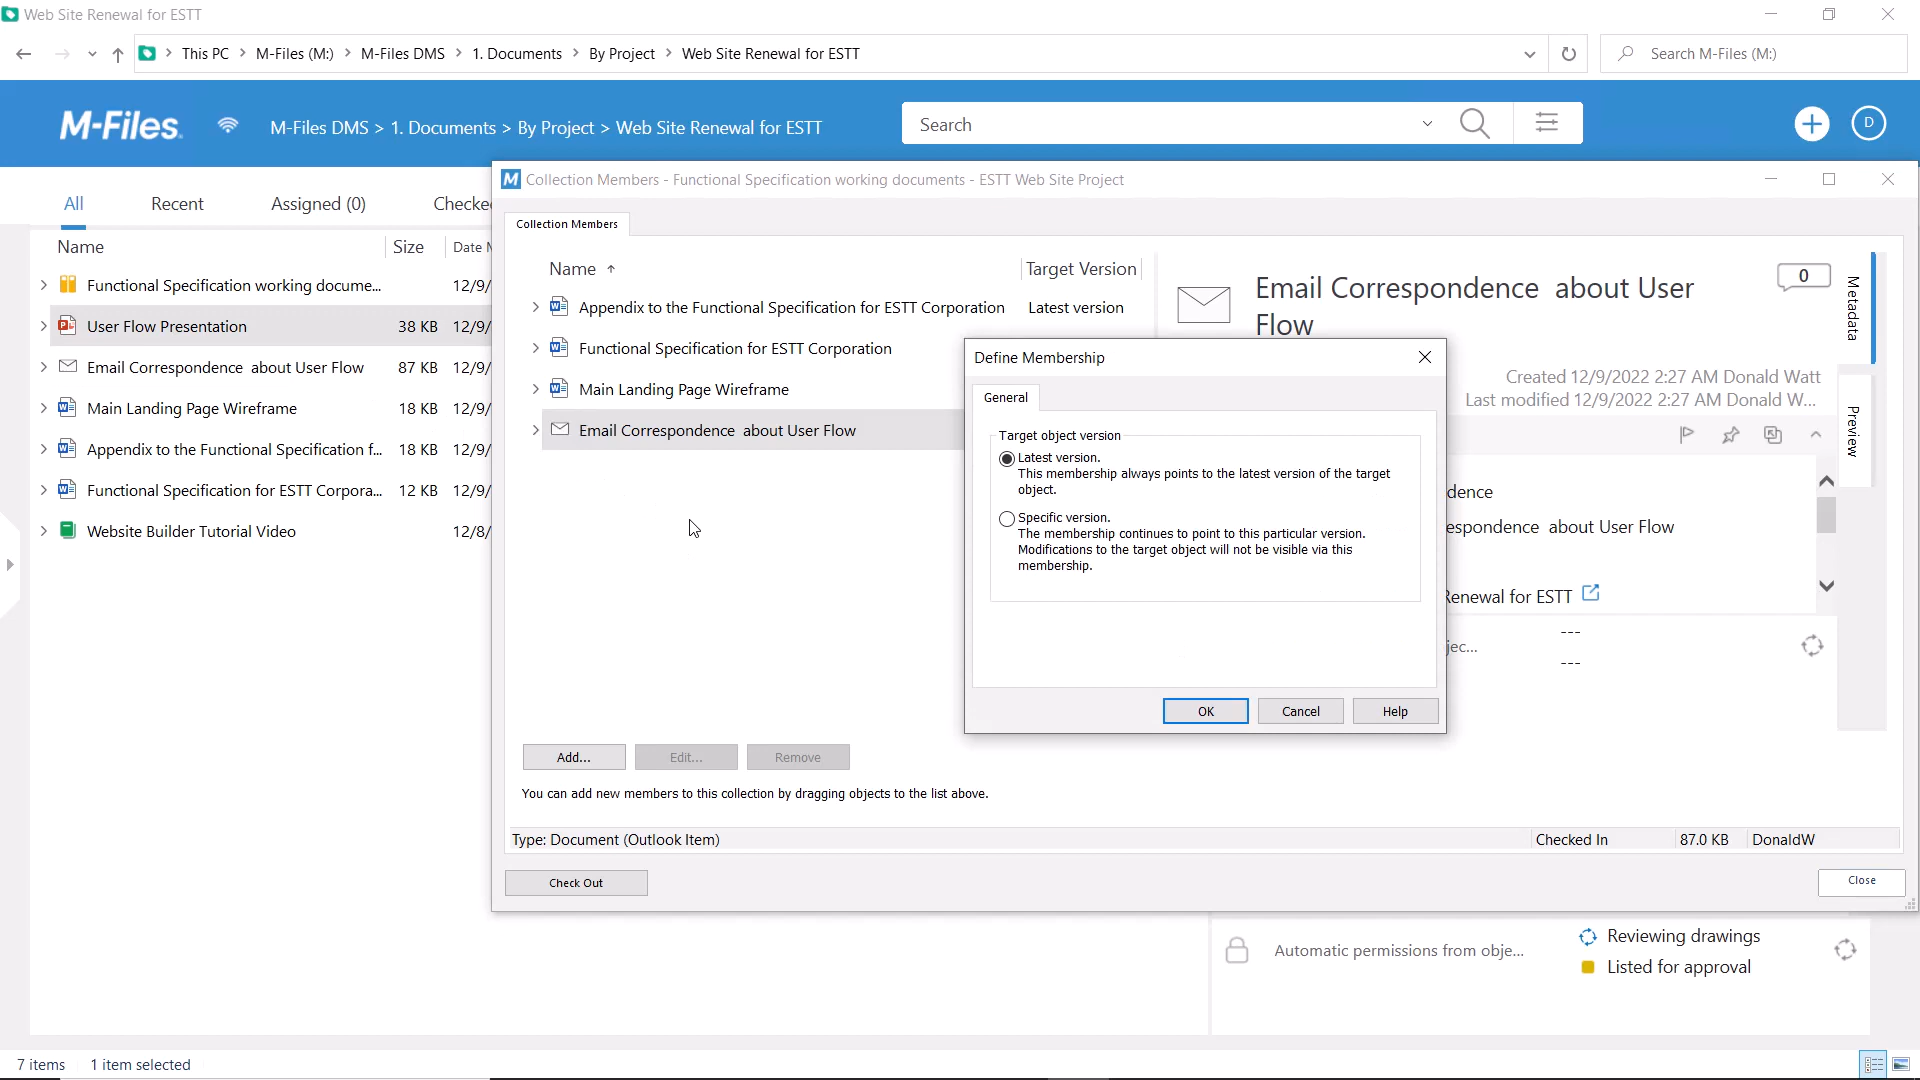 Web Site Renewal for ESTT
This PC > M-Files (M:) > M-Files DMS > 1. Documents > By Project > Web Site Renewal for ESTT
Search M-Files (M:)
M-Files.
M-Files DMS > 1. Documents > By Project > Web Site Renewal for ESTT
Search
D
All Recent Assigned (0)
Name Size
Functional Specification working docume... 12/9/
User Flow Presentation 38 KB 12/9/
Email Correspondence about User Flow 87 KB 12/9/
Main Landing Page Wireframe 18 KB 12/9/
Appendix to the Functional Specification f... 18 KB 12/9/
Functional Specification for ESTT Corpora... 12 KB 12/9/
Website Builder Tutorial Video 12/8/
M Collection Members - Functional Specification working documents - ESTT Web Site Project
Collection Members
Name Target Version
Appendix to the Functional Specification for ESTT Corporation Latest version
Functional Specification for ESTT Corporation
Main Landing Page Wireframe
Email Correspondence about User Flow
Email Correspondence about User
Flow
0
Metadata
Preview
Created 12/9/2022 2:27 AM Donald Watt
Last modified 12/9/2022 2:27 AM Donald W...
dence
espondence about User Flow
Renewal for ESTT
jec... ---
---
Define Membership
General
Target object version
Latest version.
This membership always points to the latest version of the target
object.
Specific version.
The membership continues to point to this particular version.
Modifications to the target object will not be visible via this
membership.
OK Cancel Help
Add... Edit... Remove
You can add new members to this collection by dragging objects to the list above.
Type: Document (Outlook Item) Checked In 87.0 KB DonaldW
Check Out Close
Automatic permissions from obje...
Reviewing drawings
Listed for approval
7 items 1 item selected